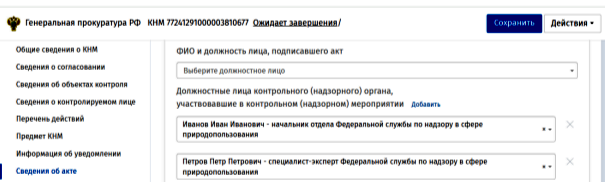 Генеральная прокуратура РФ КНМ 77241291000003810677 Ожидает завершения/
Сохранить
Действия
Общие сведения о КНМ
Сведения о согласовании
Сведения об объектах контроля
Сведения о контролируемом лице
Перечень действий
Предмет КНМ
Информация об уведомлении
Сведения об акте
ФИО и должность лица, подписавшего акт
Выберите должностное лицо
Должностные лица контрольного (надзорного) органа,
участвовавшие в контрольном (надзорном) мероприятии Добавить
Иванов Иван Иванович - начальник отдела Федеральной службы по надзору в сфере
природопользования
Петров Петр Петрович - специалист-эксперт Федеральной службы по надзору в сфере
природопользования